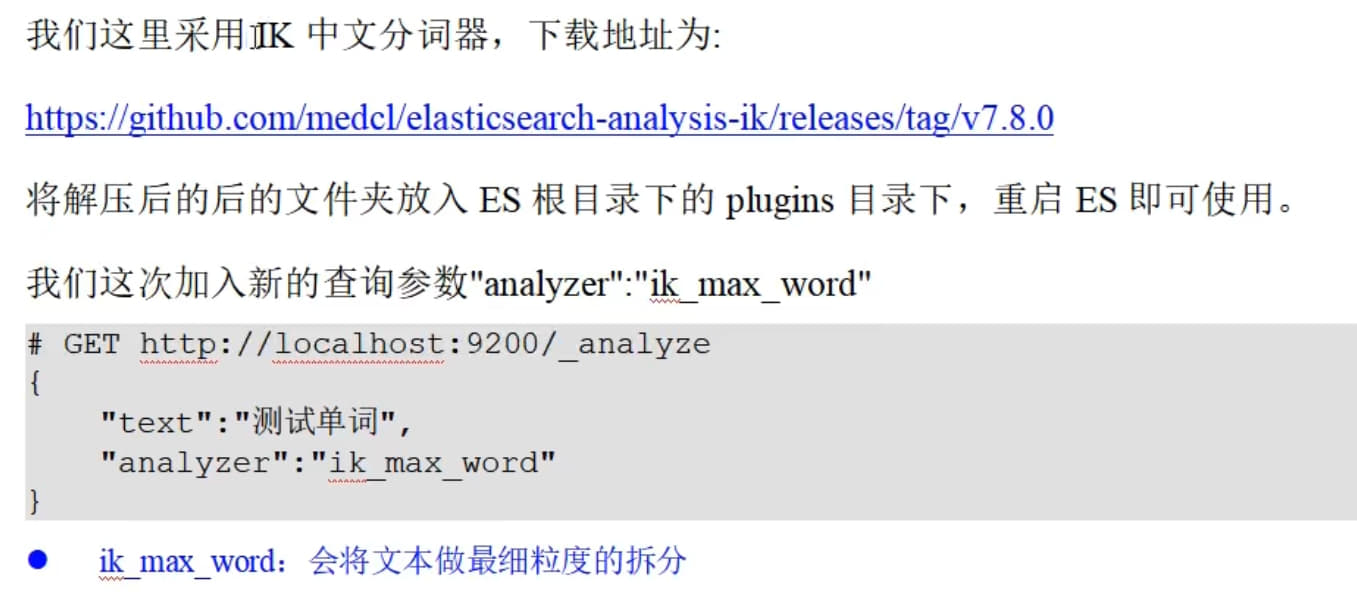 我们这里采用IK 中文分词器，下载地址为:
https://github.com/medcl/elasticsearch-analysis-ik/releases/tag/v7.8.0
将解压后的后的文件夹放入 ES 根目录下的 plugins 目录下，重启 ES 即可使用。
我们这次加入新的查询参数"analyzer":"ik_max_word"
# GET http://localhost:9200/_analyze
{
    "text":"测试单词",
    "analyzer":"ik_max_word"
}
● ik_max_word：会将文本做最细粒度的拆分